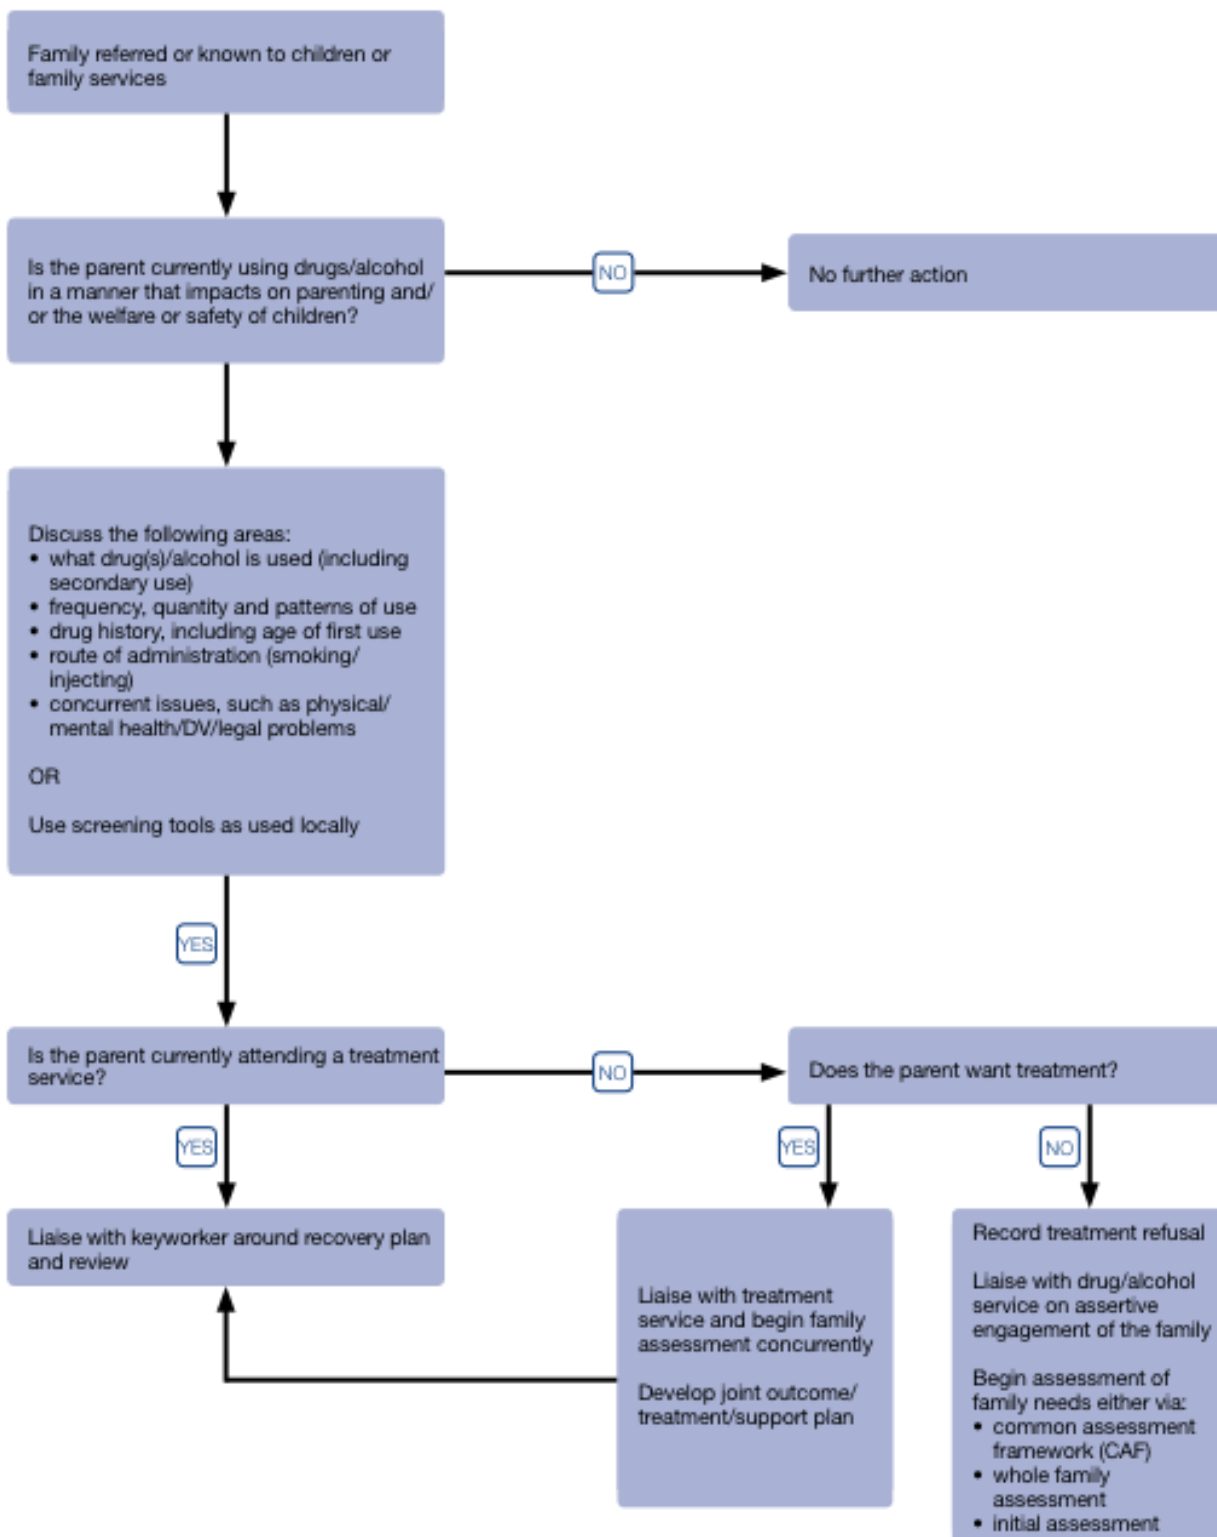 Family referred or known to children or
family services
Is the parent currently using drugs/alcohol
in a manner that impacts on parenting and/
or the welfare or safety of children?
NO
No further action
Discuss the following areas:
• what drug(s)/alcohol is used (including
secondary use)
• frequency, quantity and patterns of use
• drug history, including age of first use
• route of administration (smoking/
injecting)
• concurrent issues, such as physical/
mental health/DV/legal problems
OR
Use screening tools as used locally
YES
Is the parent currently attending a treatment
service?
NO
Does the parent want treatment?
YES
YES
NO
Liaise with keyworker around recovery plan
and review
Liaise with treatment
service and begin family
assessment concurrently
Develop joint outcome/
treatment/support plan
Record treatment refusal
Liaise with drug/alcohol
service on assertive
engagement of the family
Begin assessment of
family needs either via:
• common assessment
framework (CAF)
• whole family
assessment
• initial assessment